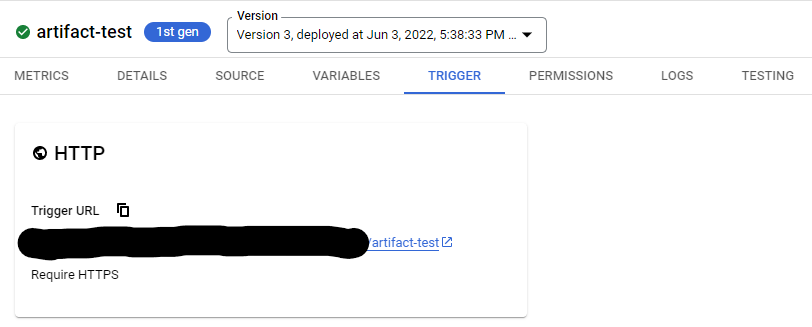 Version
artifact-test 1st gen Version 3, deployed at Jun 3, 2022, 5:38:33 PM ...
METRICS DETAILS SOURCE VARIABLES TRIGGER PERMISSIONS LOGS TESTING
HTTP
Trigger URL
/artifact-test
Require HTTPS